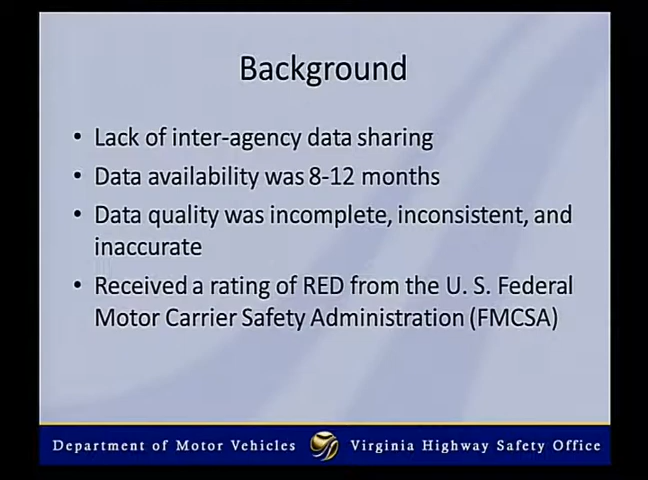 Background
• Lack of inter-agency data sharing
• Data availability was 8-12 months
• Data quality was incomplete, inconsistent, and
inaccurate
• Received a rating of RED from the U. S. Federal
Motor Carrier Safety Administration (FMCSA)
Department of Motor Vehicles Virginia Highway Safety Office